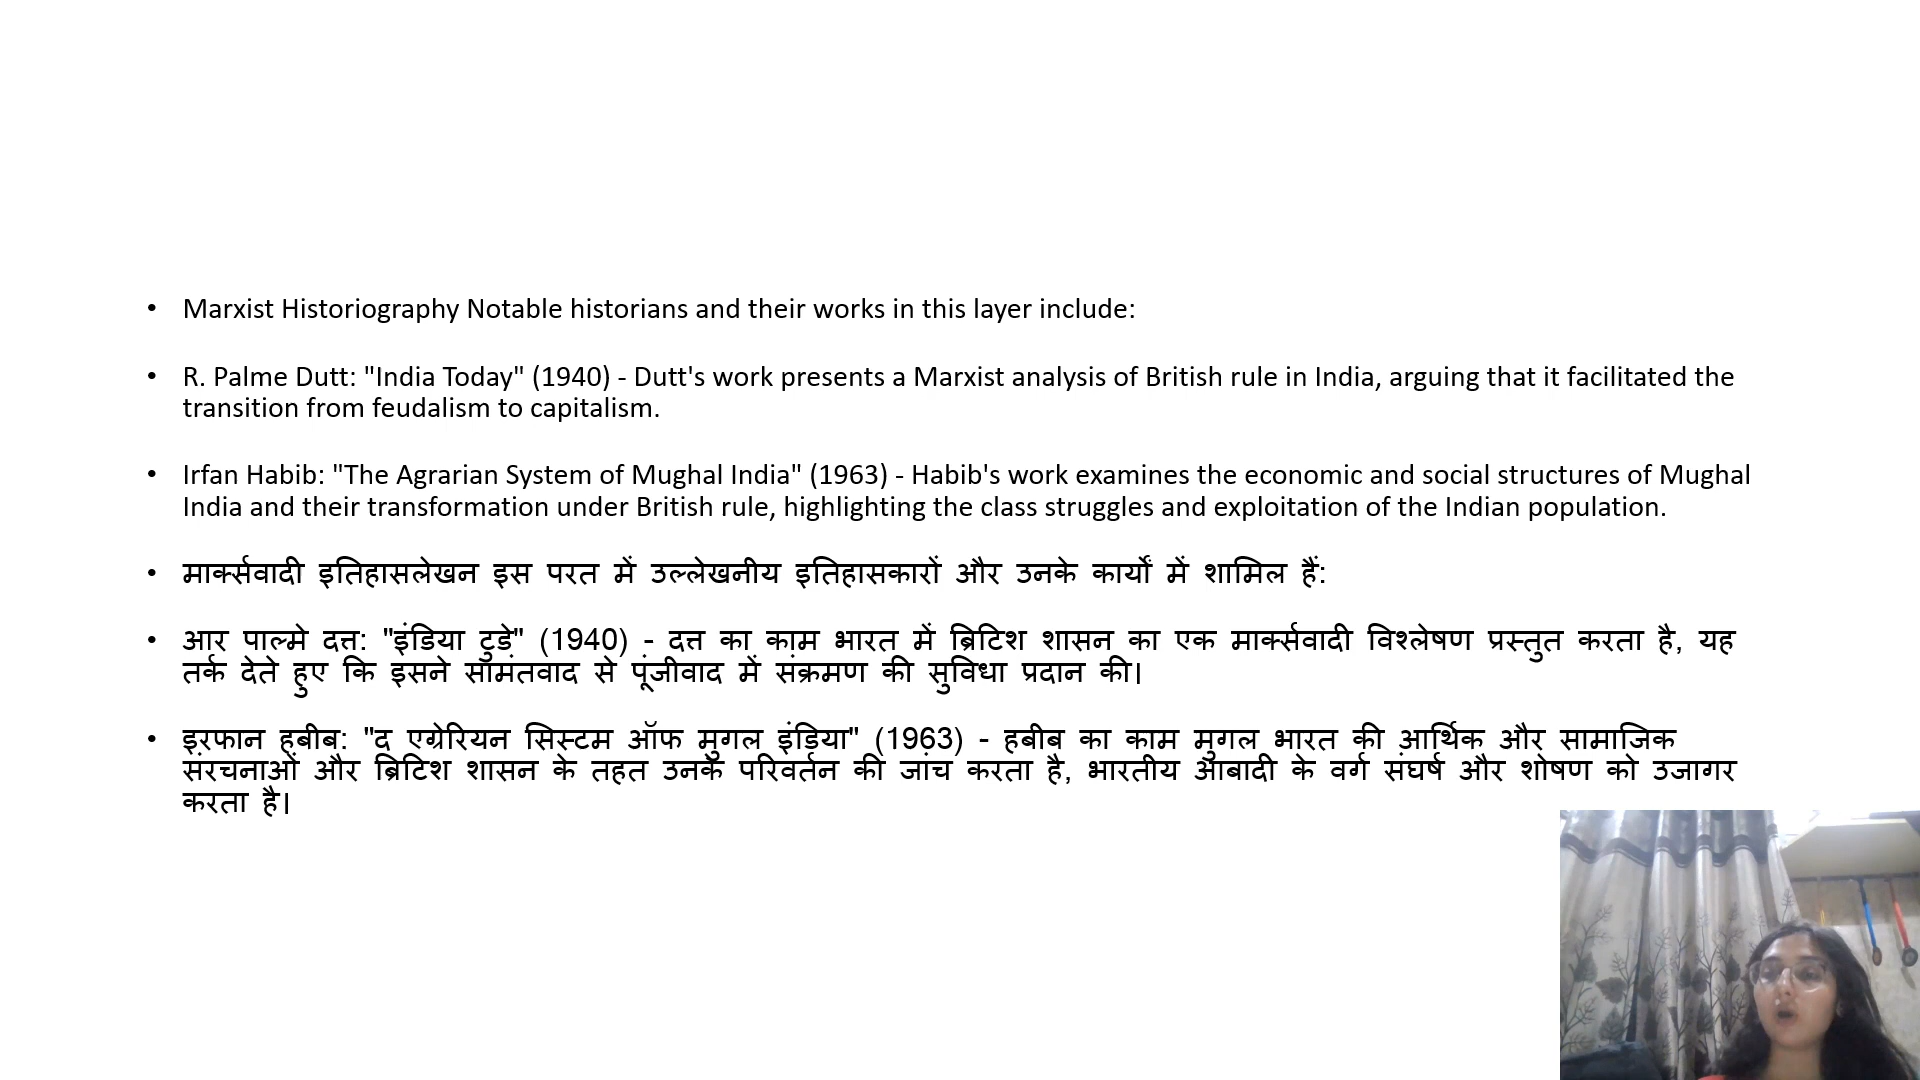 • Marxist Historiography Notable historians and their works in this layer include:
• R. Palme Dutt: "India Today" (1940) - Dutt's work presents a Marxist analysis of British rule in India, arguing that it facilitated the
transition from feudalism to capitalism.
• Irfan Habib: "The Agrarian System of Mughal India" (1963) - Habib's work examines the economic and social structures of Mughal
India and their transformation under British rule, highlighting the class struggles and exploitation of the Indian population.
• मार्क्सवादी इतिहासलेखन इस परत में उल्लेखनीय इतिहासकारों और उनके कार्यों में शामिल हैं:
• आर पाल्मे दत्त: "इंडिया टुडे" (1940) - दत्त का काम भारत में ब्रिटिश शासन का एक मार्क्सवादी विश्लेषण प्रस्तुत करता है, यह
तर्क देते हुए कि इसने सामंतवाद से पूंजीवाद में संक्रमण की सुविधा प्रदान की।
• इरफान हबीब: "द एग्रेरियन सिस्टम ऑफ मुगल इंडिया" (1963) - हबीब का काम मुगल भारत की आर्थिक और सामाजिक
संरचनाओं और ब्रिटिश शासन के तहत उनके परिवर्तन की जांच करता है, भारतीय आबादी के वर्ग संघर्ष और शोषण को उजागर
करता है।